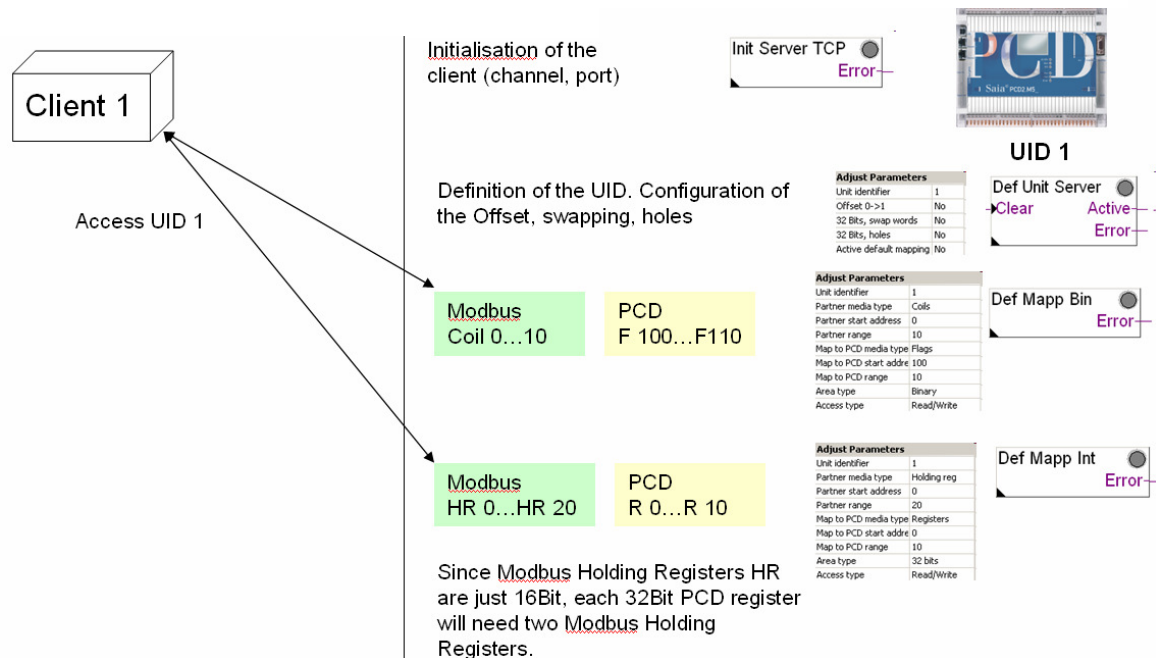 Initialisation of the
client (channel, port)
Init Server TCP
Error
PCD
Saia PCD2.M5
UID 1
Client 1
Access UID 1
Definition of the UID. Configuration of
the Offset, swapping, holes
Adjust Parameters
Unit identifier 1
Offset 0->1 No
32 Bits, swap words No
32 Bits, holes No
Active default mapping No
Def Unit Server
Clear Active
Error
Modbus
Coil 0...10
PCD
F 100...F110
Adjust Parameters
Unit identifier 1
Partner media type Coils
Partner start address 0
Partner range 10
Map to PCD media type Flags
Map to PCD start addre 100
Map to PCD range 10
Area type Binary
Access type Read/Write
Def Mapp Bin
Error
Modbus
HR 0...HR 20
PCD
R 0...R 10
Adjust Parameters
Unit identifier 1
Partner media type Holding reg
Partner start address 0
Partner range 20
Map to PCD media type Registers
Map to PCD start addre 0
Map to PCD range 10
Area type 32 bits
Access type Read/Write
Def Mapp Int
Error
Since Modbus Holding Registers HR
are just 16Bit, each 32Bit PCD register
will need two Modbus Holding
Registers.